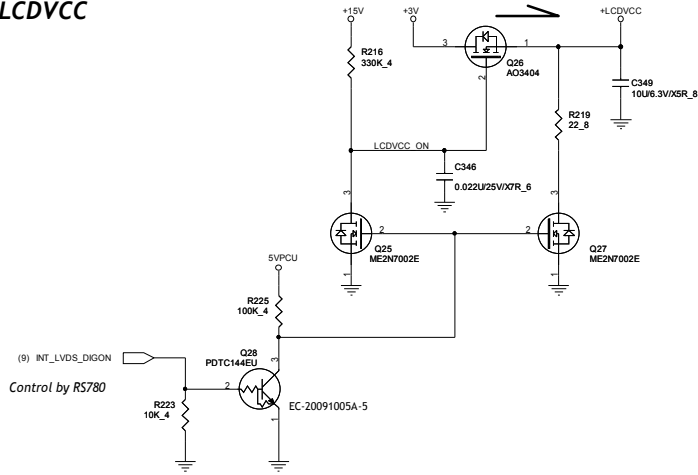 LCDVCC
+15V
+3V
+LCDVCC
3
1
Q26
AO3404
2
R216
330K_4
C349
10U/6.3V/X5R_8
R219
22_8
LCDVCC_ON
C346
0.022U/25V/X7R_6
3
2
Q25
ME2N7002E
1
3
2
Q27
ME2N7002E
1
5VPCU
R225
100K_4
(9) INT_LVDS_DIGON
Control by RS780
Q28
PDTC144EU
3
2
1
EC-20091005A-5
R223
10K_4